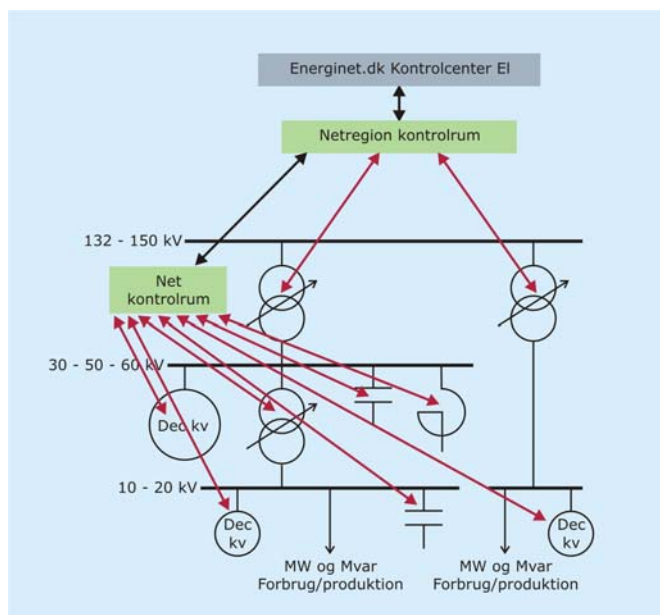 Energinet.dk Kontrolcenter El
Netregion kontrolrum
132 - 150 kV
Net
kontrolrum
30 - 50 - 60 kV
Dec kv
10 - 20 kV
Dec
kv
Dec
kv
MW og Mvar
Forbrug/produktion
MW og Mvar
Forbrug/produktion